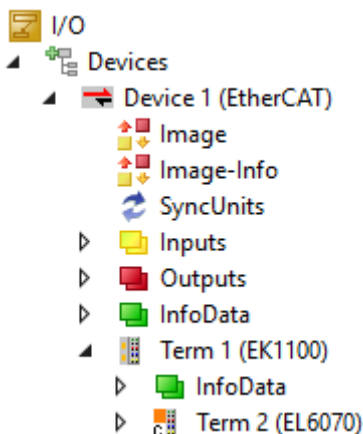 I/O
Devices
Device 1 (EtherCAT)
Image
Image-Info
SyncUnits
Inputs
Outputs
InfoData
Term 1 (EK1100)
InfoData
Term 2 (EL6070)